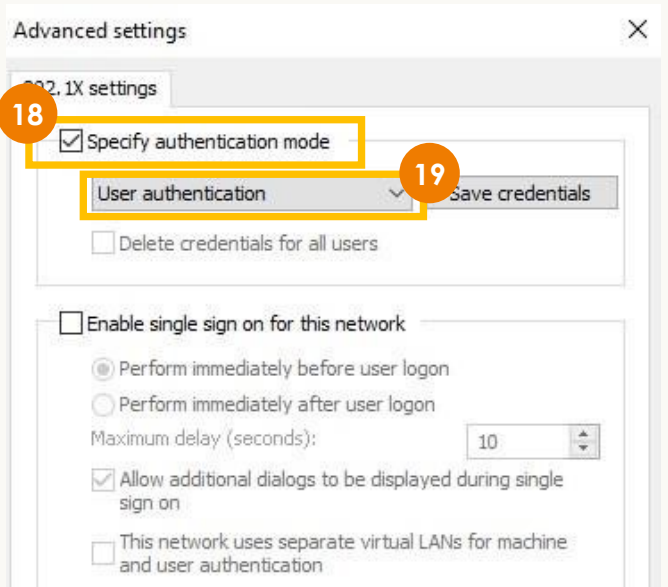 Advanced settings
802.1X settings
18
Specify authentication mode
19
User authentication
Save credentials
Delete credentials for all users
Enable single sign on for this network
Perform immediately before user logon
Perform immediately after user logon
Maximum delay (seconds):
10
Allow additional dialogs to be displayed during single
sign on
This network uses separate virtual LANs for machine
and user authentication